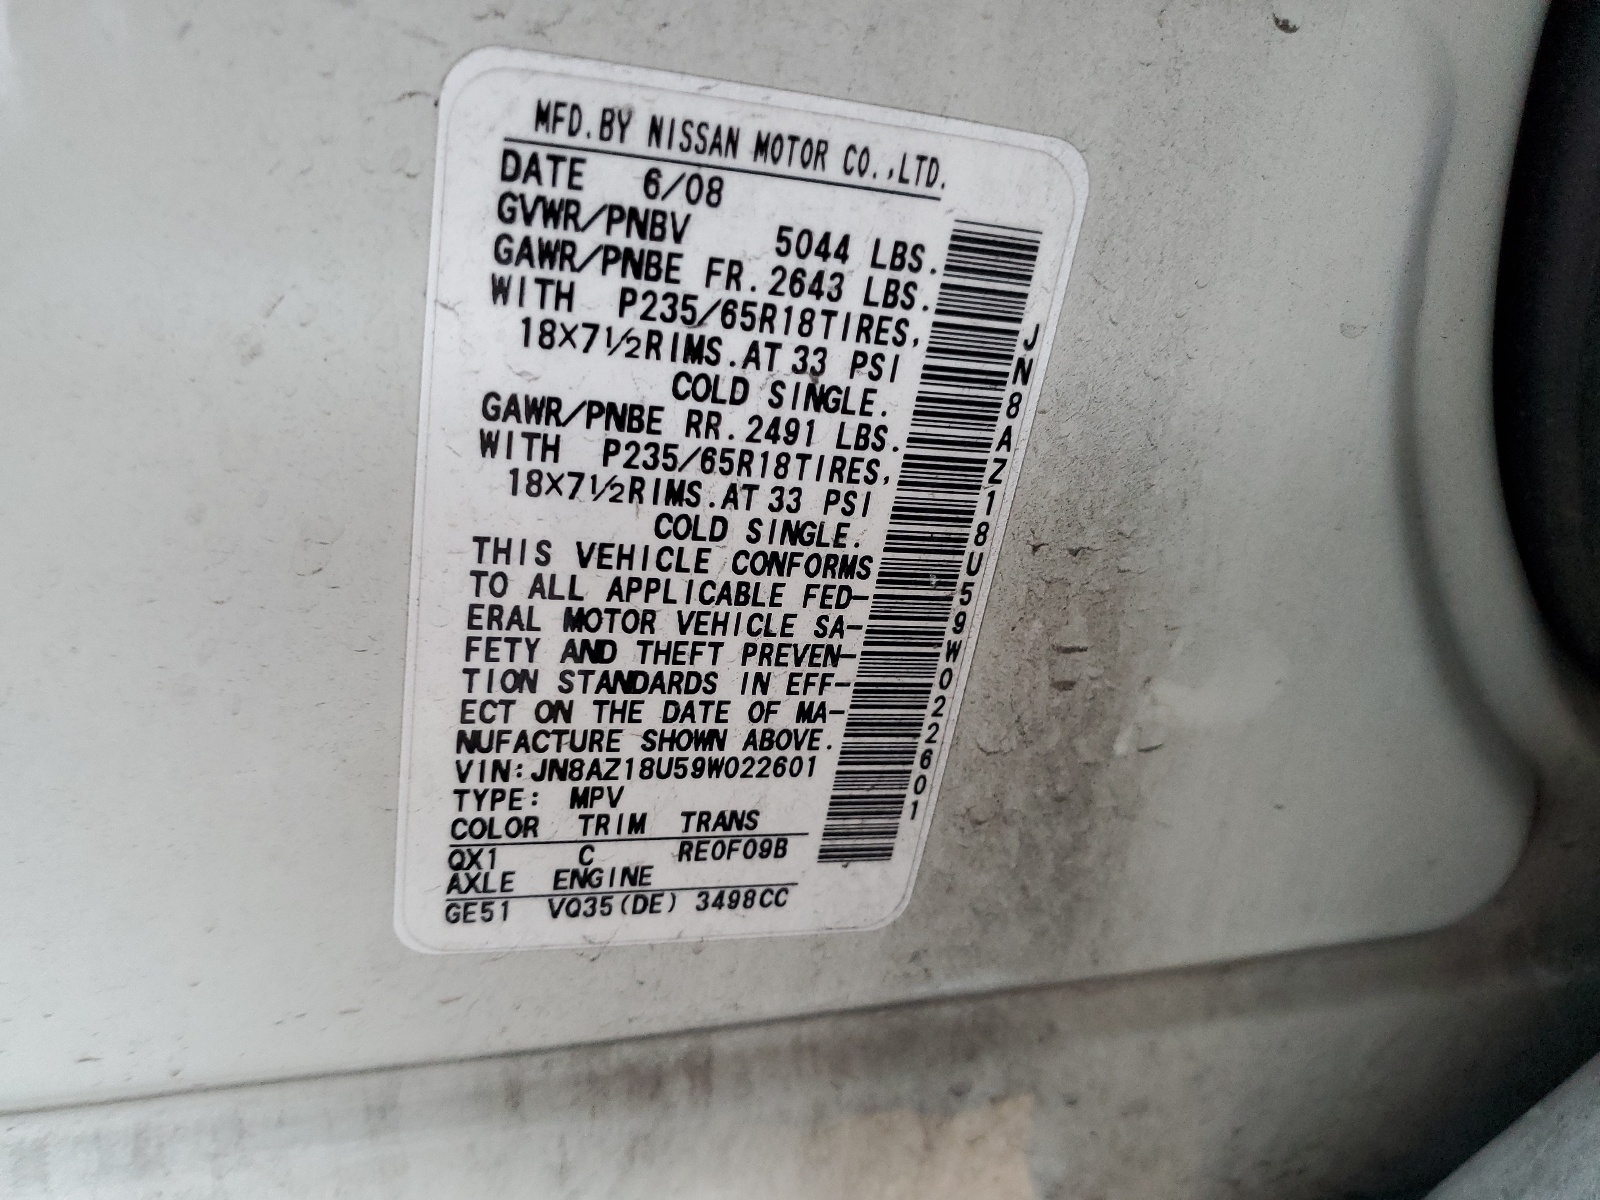 MFD.BY NISSAN MOTOR CO.,LTD.
DATE 6/08
GVWR/PNBV 5044 LBS.
GAWR/PNBE FR. 2643 LBS.
WITH P235/65R18TIRES,
18X7½RIMS.AT 33 PSI
COLD SINGLE.
GAWR/PNBE RR. 2491 LBS.
WITH P235/65R18TIRES,
18X7½RIMS.AT 33 PSI
COLD SINGLE.
THIS VEHICLE CONFORMS
TO ALL APPLICABLE FED-
ERAL MOTOR VEHICLE SA-
FETY AND THEFT PREVEN-
TION STANDARDS IN EFF-
ECT ON THE DATE OF MA-
NUFACTURE SHOWN ABOVE.
VIN:JN8AZ18U59W022601
TYPE: MPV
COLOR TRIM TRANS
QX1 C RE0F09B
AXLE ENGINE
GE51 VQ35(DE) 3498CC
JN8AZ18U59W022601